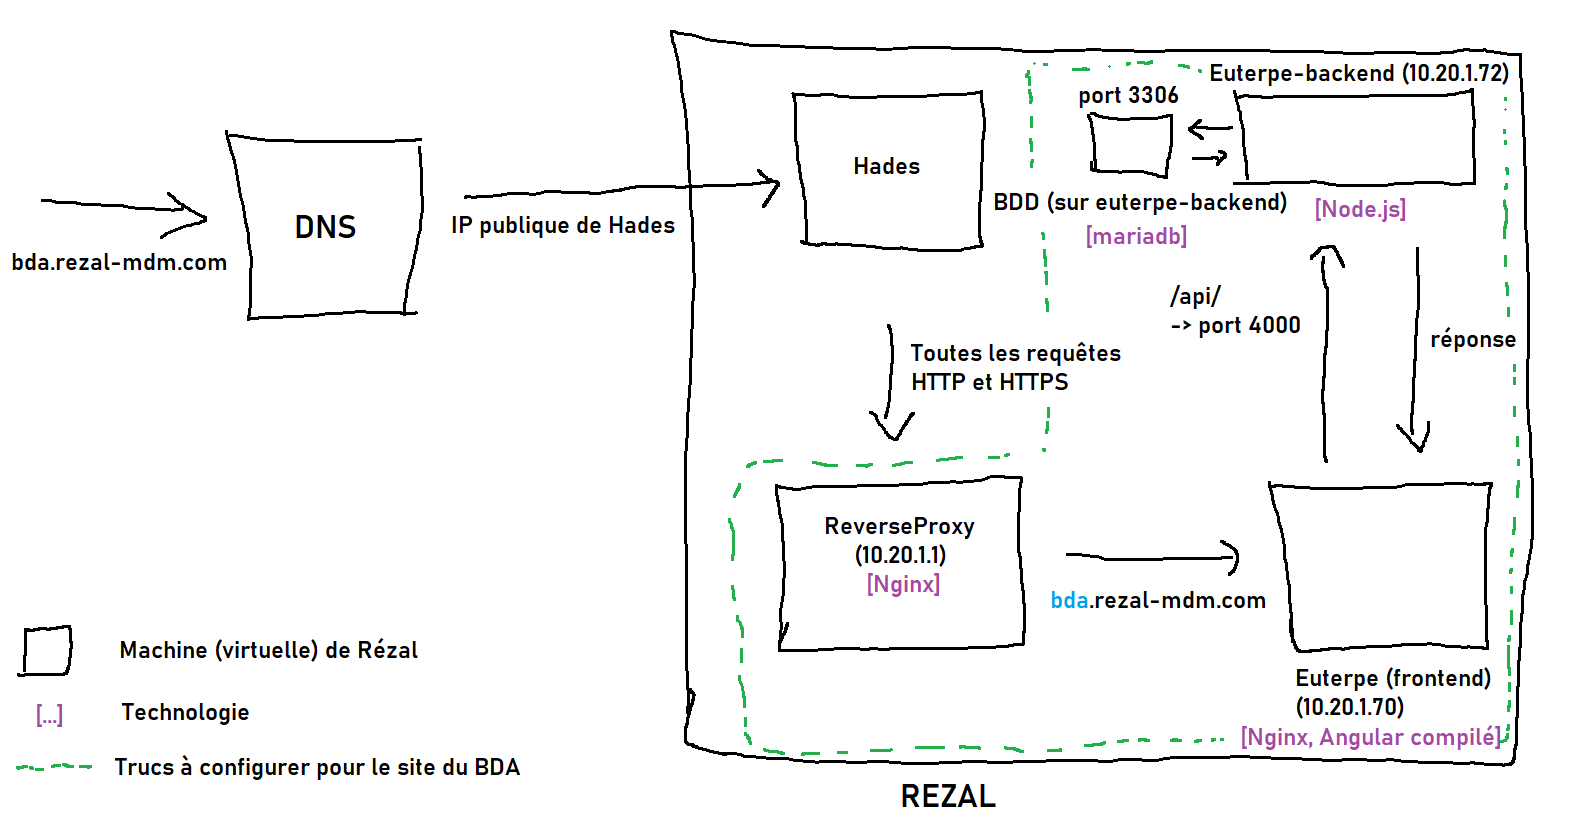 bda.rezal-mdm.com
DNS
IP publique de Hades
Hades
Toutes les requêtes
HTTP et HTTPS
port 3306
BDD (sur euterpe-backend)
[mariadb]
Euterpe-backend (10.20.1.72)
[Node.js]
/api/
-> port 4000
réponse
ReverseProxy
(10.20.1.1)
[Nginx]
bda.rezal-mdm.com
Euterpe (frontend)
(10.20.1.70)
[Nginx, Angular compilé]
REZAL
Machine (virtuelle) de Rézal
[...]
Technologie
Trucs à configurer pour le site du BDA